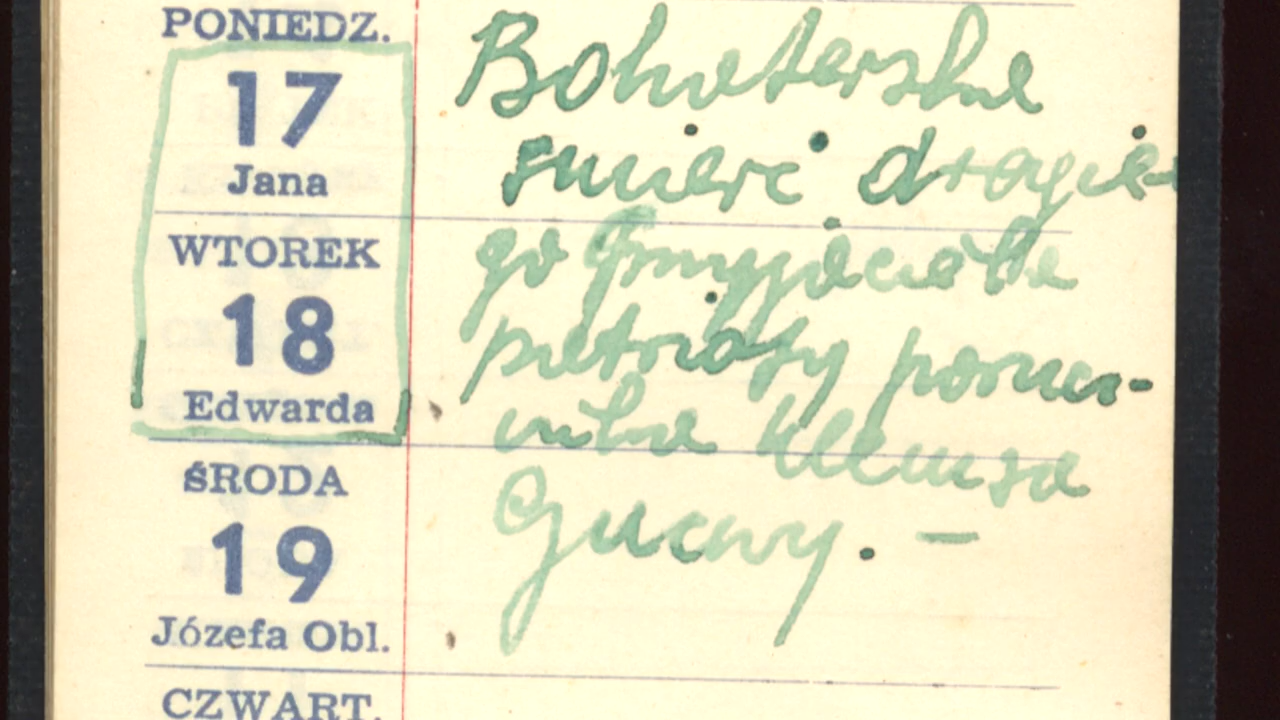 PONIEDZ.
17
Jana
WTOREK
18
Edwarda
ŚRODA
19
Józefa Obl.
CZWART.
Bohaterska
śmierć drogie-
go przyjaciela
patrioty porucz-
nika Klemensa
Gucwy. —